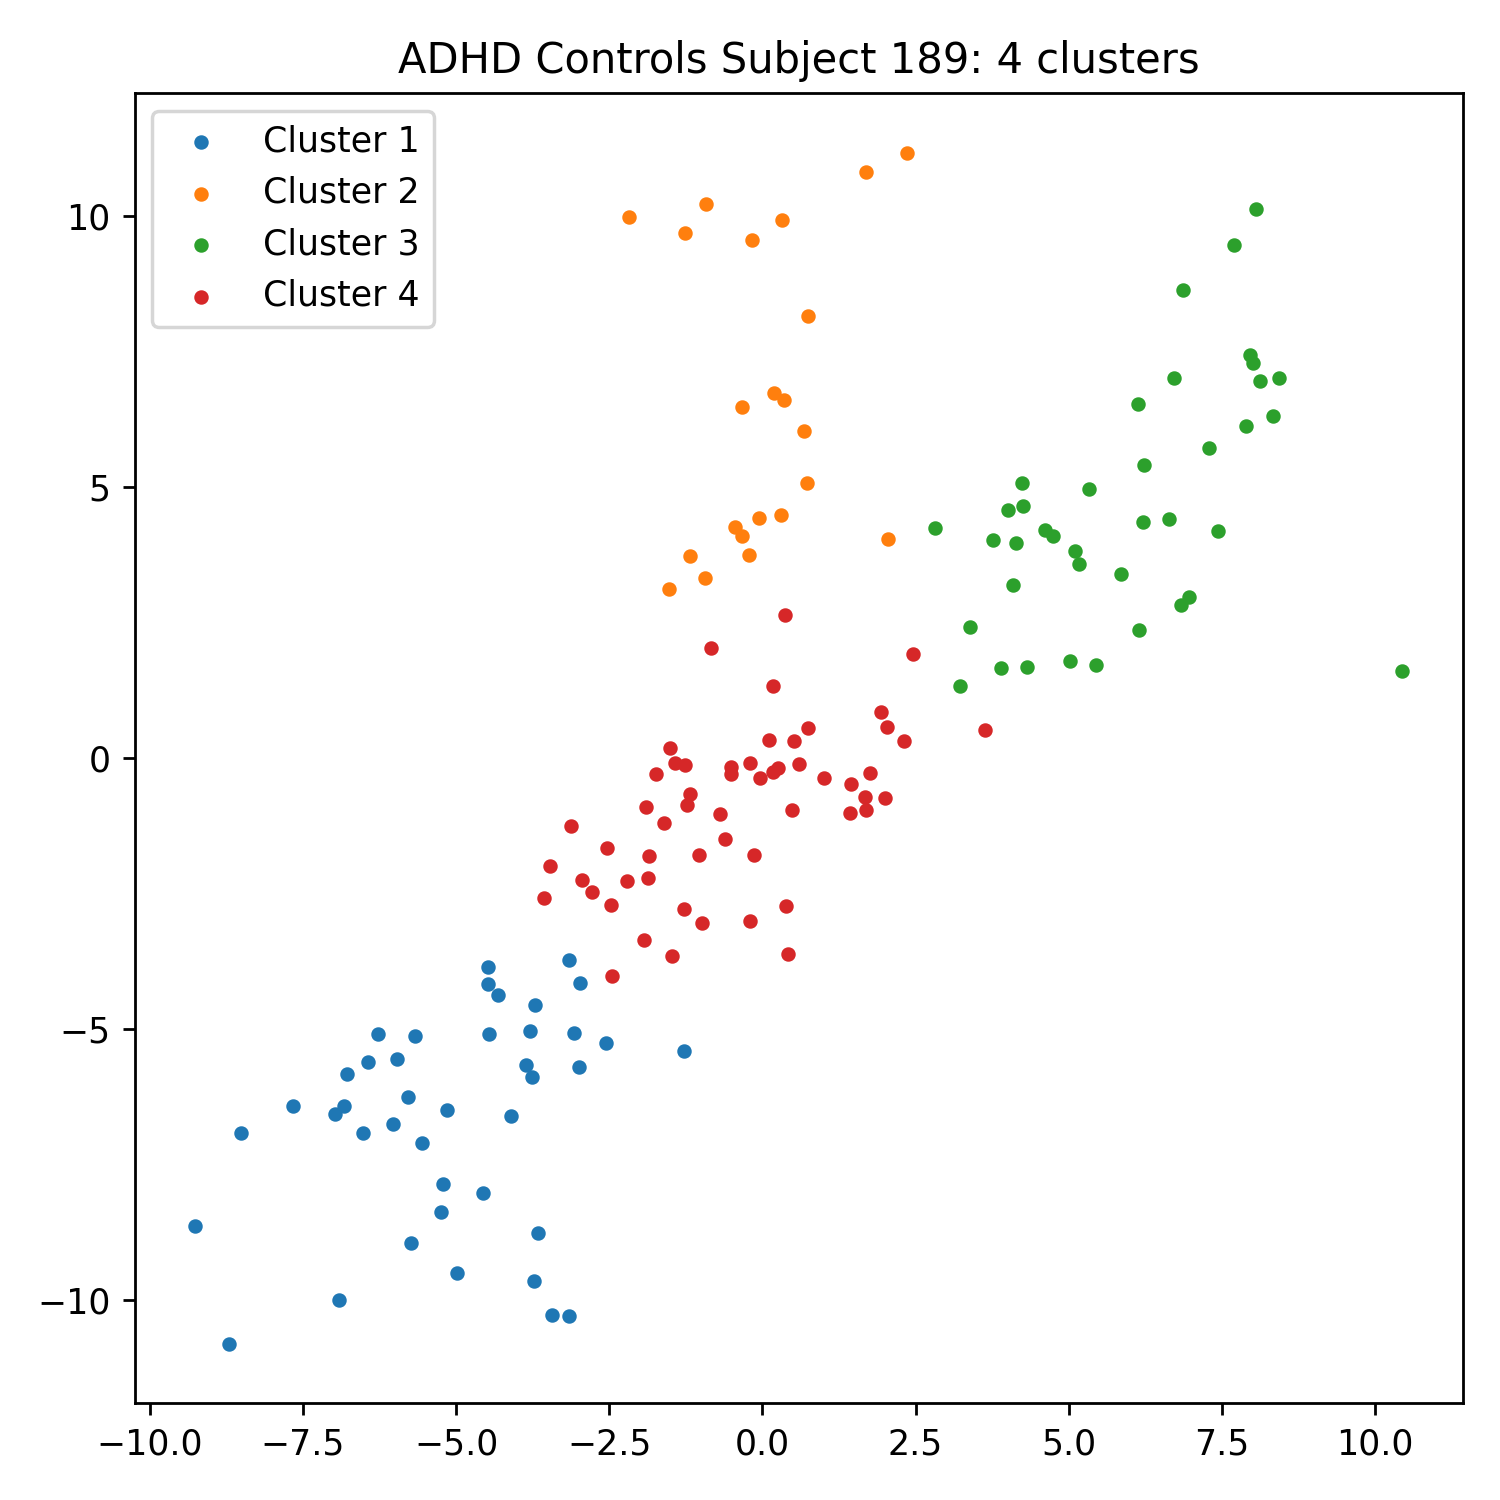 ADHD Controls Subject 189: 4 clusters
Cluster 1
Cluster 2
Cluster 3
Cluster 4
10
5
0
−5
−10
−10.0 −7.5 −5.0 −2.5 0.0 2.5 5.0 7.5 10.0